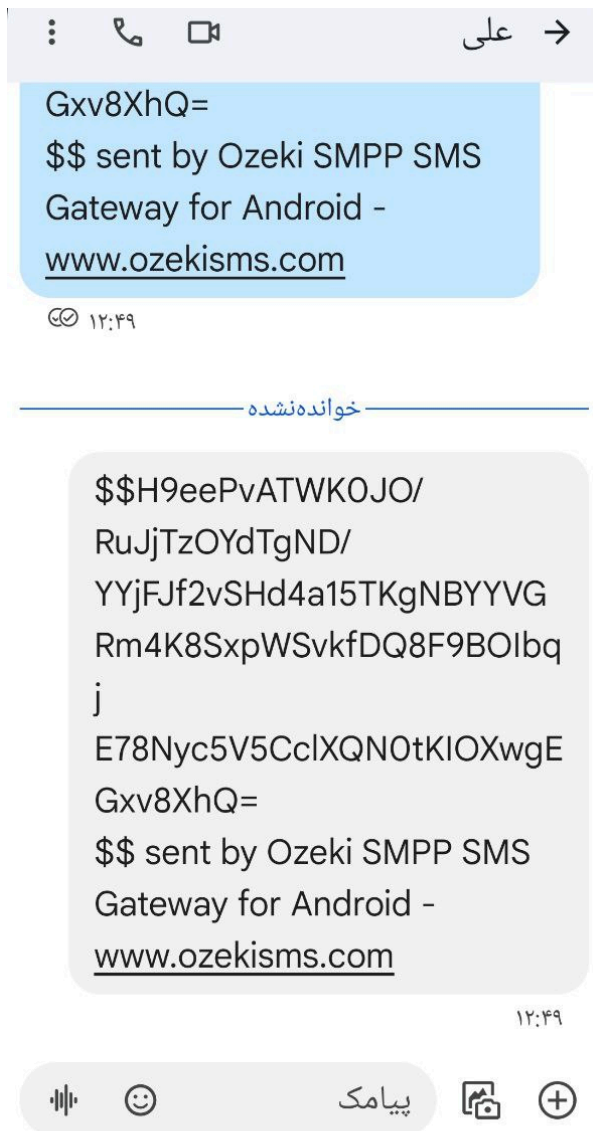 علی
Gxv8XhQ=
$$ sent by Ozeki SMPP SMS
Gateway for Android -
www.ozekisms.com
۱۲:۴۹
خوانده‌نشده
$$H9eePvATWK0JO/
RuJjTzOYdTgND/
YYjFJf2vSHd4a15TKgNBYYVG
Rm4K8SxpWSvkfDQ8F9BOIbq
j
E78Nyc5V5CclXQN0tKIOXwgE
Gxv8XhQ=
$$ sent by Ozeki SMPP SMS
Gateway for Android -
www.ozekisms.com
۱۲:۴۹
پیامک